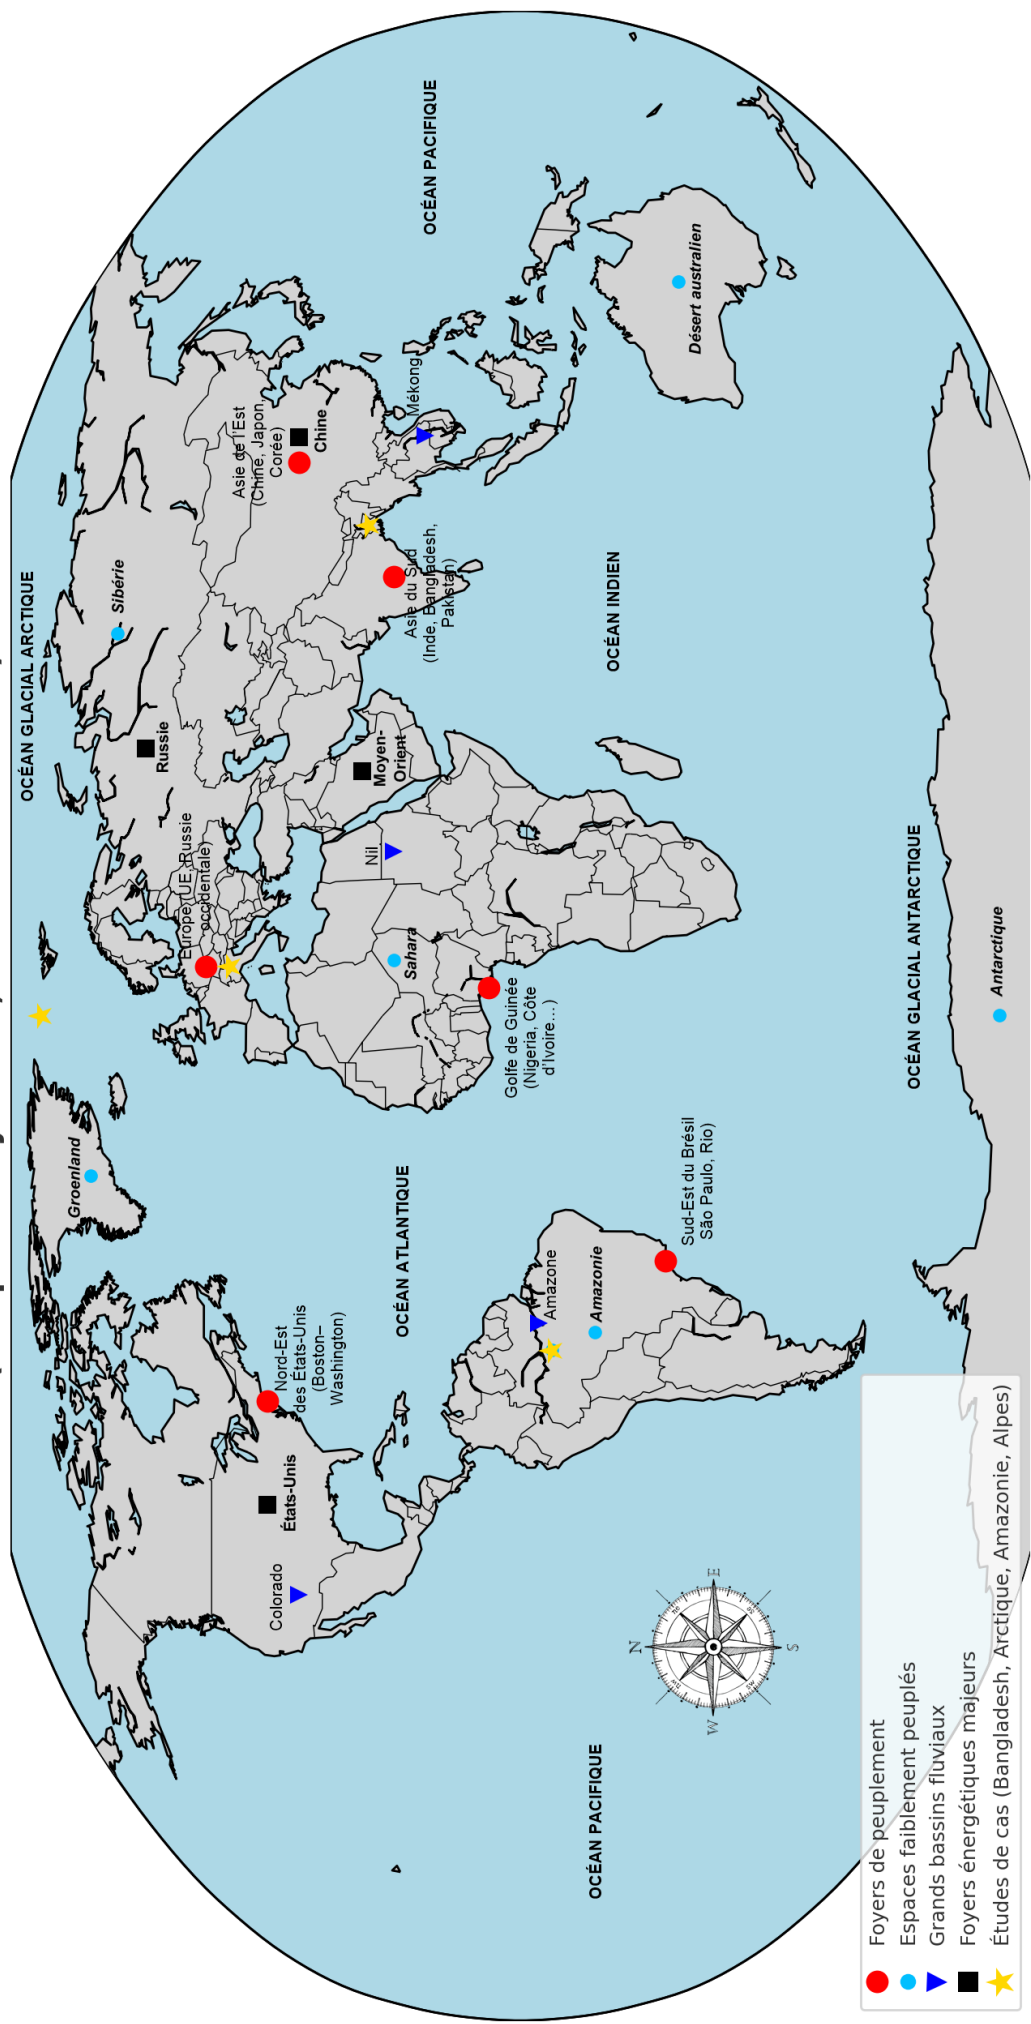 OCÉAN GLACIAL ARCTIQUE
Groenland
Sibérie
Russie
Europe (UE, Russie
occidentale)
Asie de l'Est
(Chine, Japon,
Corée)
Chine
Nord-Est
des États-Unis
(Boston–
Washington)
États-Unis
Colorado
Nil
Moyen-
Orient
Sahara
Mékong
Asie du Sud
(Inde, Bangladesh,
Pakistan)
OCÉAN PACIFIQUE
OCÉAN ATLANTIQUE
Golfe de Guinée
(Nigeria, Côte
d'Ivoire…)
Amazone
Amazonie
OCÉAN PACIFIQUE
OCÉAN INDIEN
Désert australien
Sud-Est du Brésil
São Paulo, Rio)
N
E
S
W
OCÉAN GLACIAL ANTARCTIQUE
Antarctique
Foyers de peuplement
Espaces faiblement peuplés
Grands bassins fluviaux
Foyers énergétiques majeurs
Études de cas (Bangladesh, Arctique, Amazonie, Alpes)